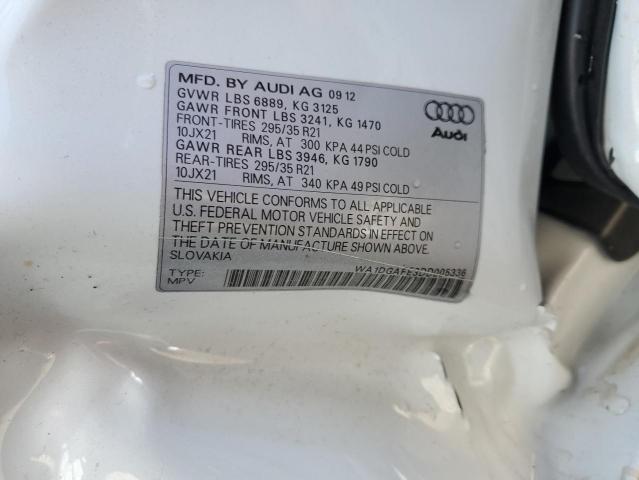 MFD. BY AUDI AG 09 12
GVWR LBS 6889, KG 3125
GAWR FRONT LBS 3241, KG 1470
FRONT-TIRES 295/35 R21
10JX21 RIMS, AT 300 KPA 44 PSI COLD
GAWR REAR LBS 3946, KG 1790
REAR-TIRES 295/35 R21
10JX21 RIMS, AT 340 KPA 49 PSI COLD
Audi
THIS VEHICLE CONFORMS TO ALL APPLICABLE
U.S. FEDERAL MOTOR VEHICLE SAFETY AND
THEFT PREVENTION STANDARDS IN EFFECT ON
THE DATE OF MANUFACTURE SHOWN ABOVE.
SLOVAKIA
WA1DGAFE3DD005336
TYPE:
MPV